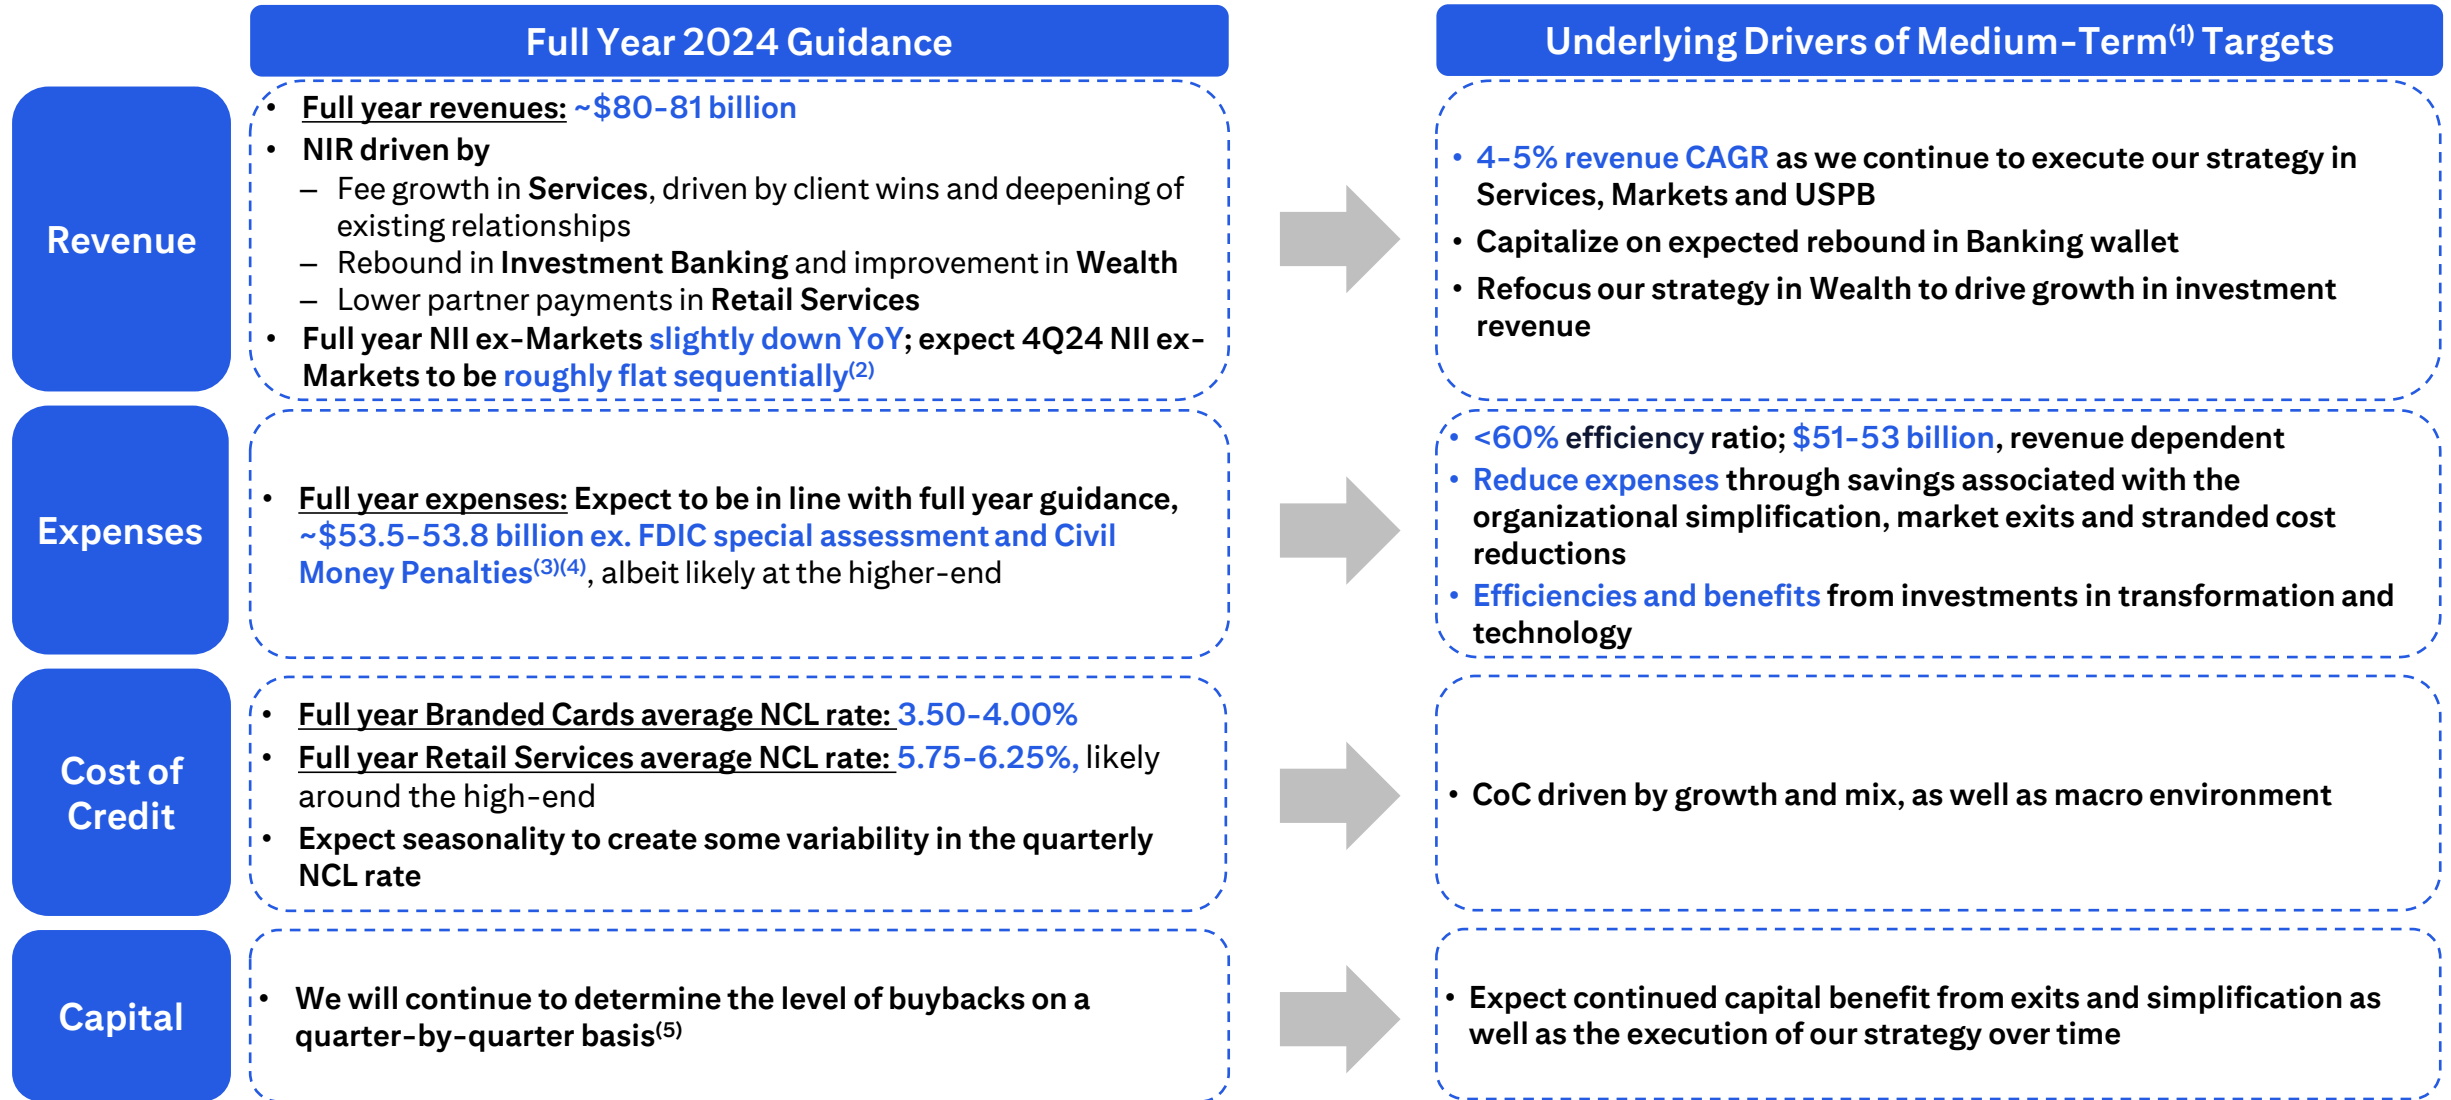 Full Year 2024 Guidance
Underlying Drivers of Medium-Term(1) Targets
Revenue
• Full year revenues: ~$80-81 billion
• NIR driven by
– Fee growth in Services, driven by client wins and deepening of
existing relationships
– Rebound in Investment Banking and improvement in Wealth
– Lower partner payments in Retail Services
• Full year NII ex-Markets slightly down YoY; expect 4Q24 NII ex-
Markets to be roughly flat sequentially(2)
• 4-5% revenue CAGR as we continue to execute our strategy in
Services, Markets and USPB
• Capitalize on expected rebound in Banking wallet
• Refocus our strategy in Wealth to drive growth in investment
revenue
Expenses
• Full year expenses: Expect to be in line with full year guidance,
~$53.5-53.8 billion ex. FDIC special assessment and Civil
Money Penalties(3)(4), albeit likely at the higher-end
• <60% efficiency ratio; $51-53 billion, revenue dependent
• Reduce expenses through savings associated with the
organizational simplification, market exits and stranded cost
reductions
• Efficiencies and benefits from investments in transformation and
technology
Cost of
Credit
• Full year Branded Cards average NCL rate: 3.50-4.00%
• Full year Retail Services average NCL rate: 5.75-6.25%, likely
around the high-end
• Expect seasonality to create some variability in the quarterly
NCL rate
• CoC driven by growth and mix, as well as macro environment
Capital
• We will continue to determine the level of buybacks on a
quarter-by-quarter basis(5)
• Expect continued capital benefit from exits and simplification as
well as the execution of our strategy over time